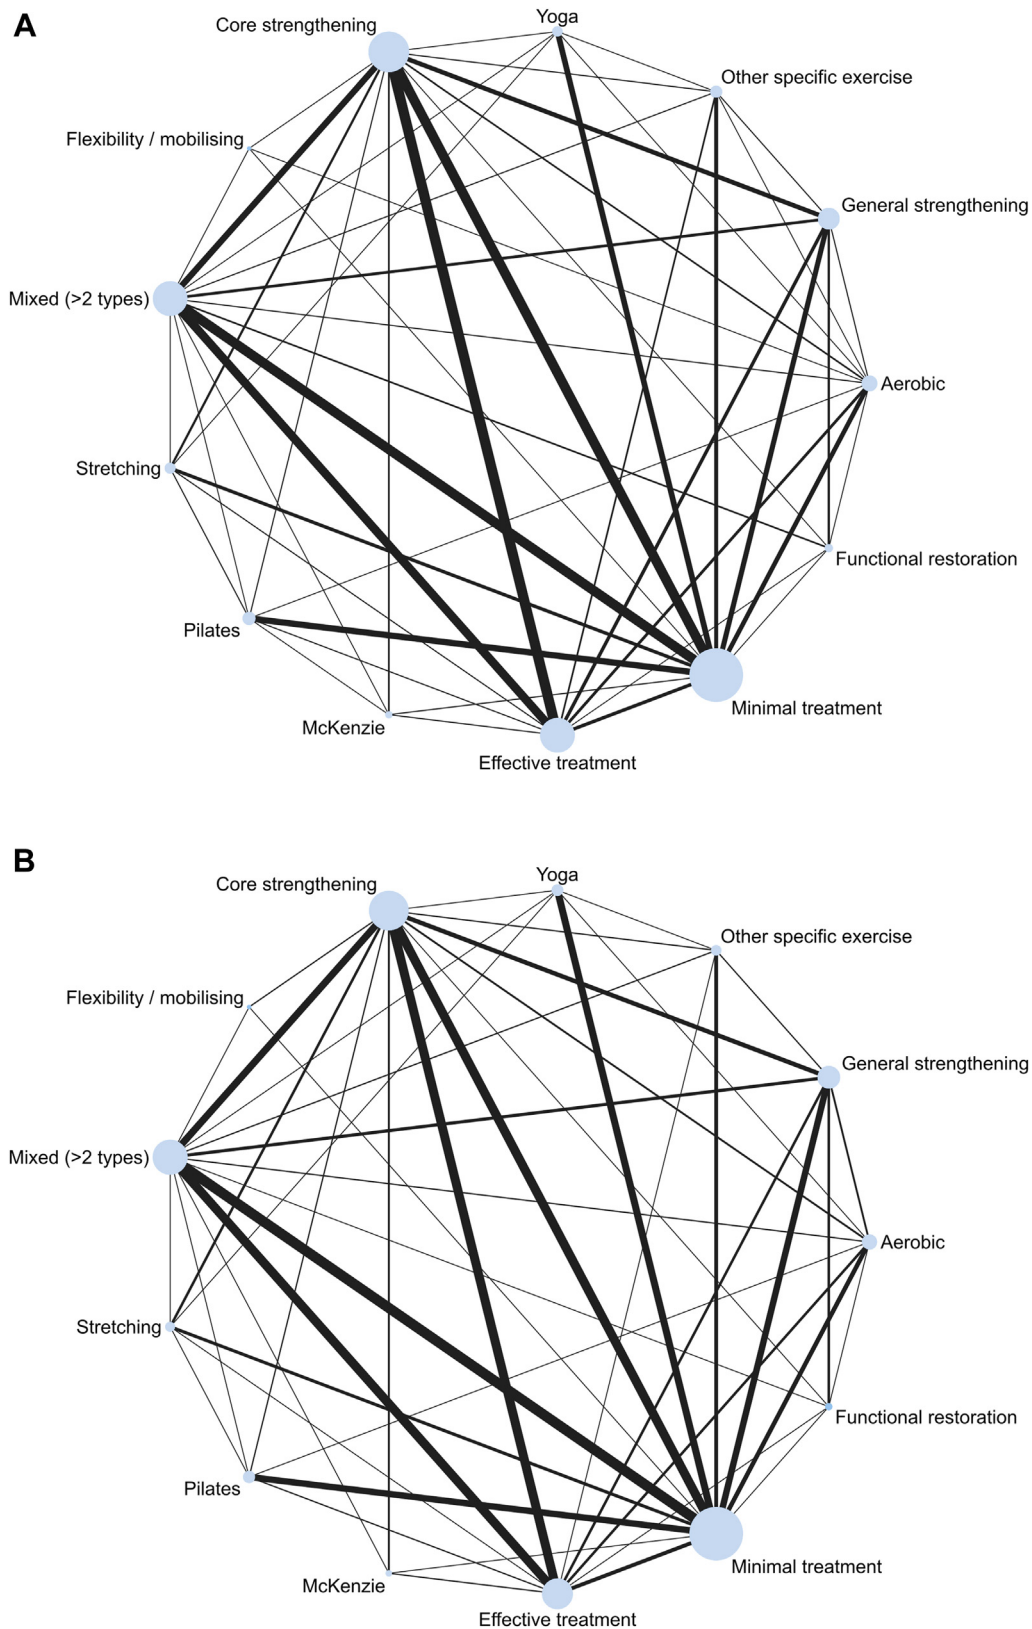 A
Yoga
Core strengthening
Other specific exercise
Flexibility / mobilising
General strengthening
Mixed (>2 types)
Aerobic
Stretching
Functional restoration
Pilates
Minimal treatment
McKenzie
Effective treatment
B
Yoga
Core strengthening
Other specific exercise
Flexibility / mobilising
General strengthening
Mixed (>2 types)
Aerobic
Stretching
Functional restoration
Pilates
Minimal treatment
McKenzie
Effective treatment